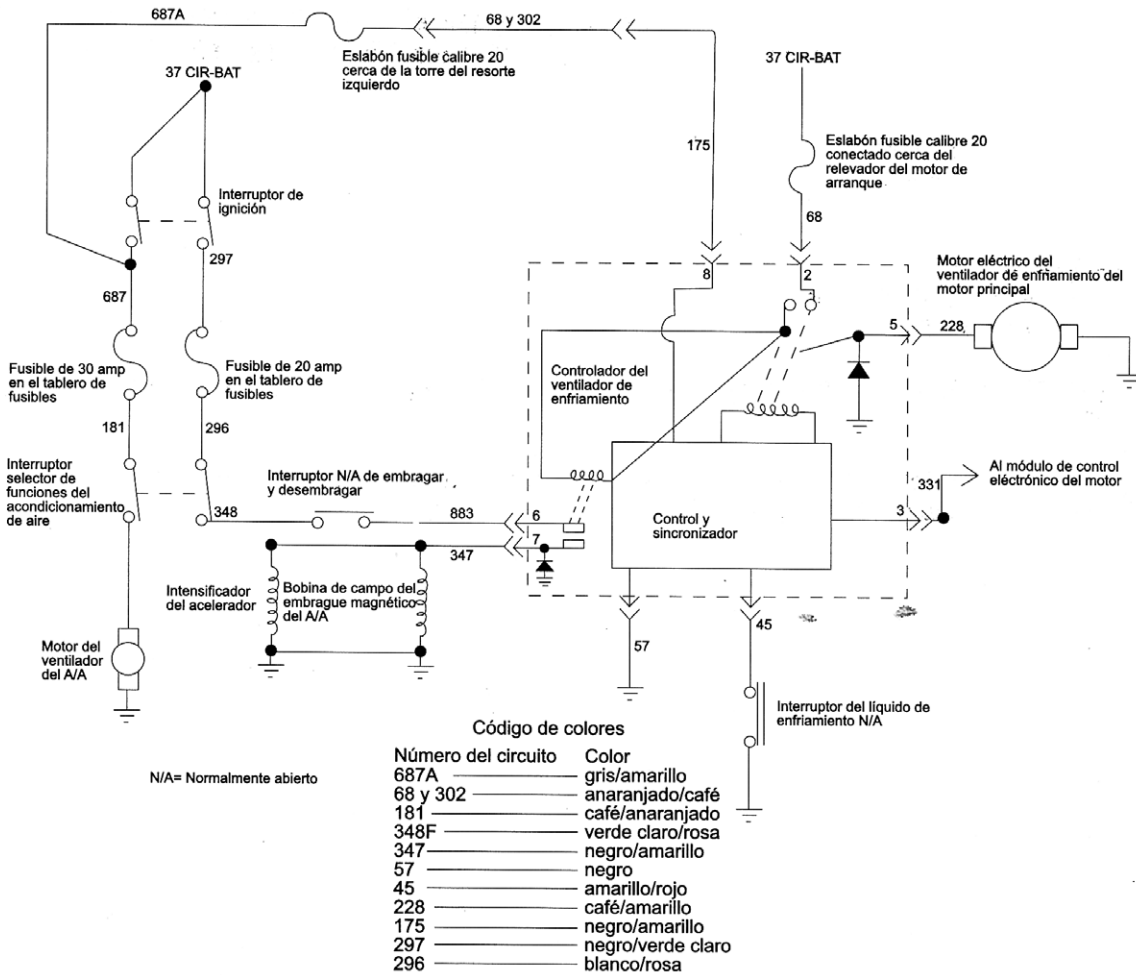 687A
68 y 302
Eslabón fusible calibre 20
cerca de la torre del resorte
izquierdo
37 CIR-BAT
37 CIR-BAT
175
Eslabón fusible calibre 20
conectado cerca del
relevador del motor de
arranque
Interruptor de
ignición
68
297
8
2
Motor eléctrico del
ventilador de enfriamiento del
motor principal
687
5
228
Fusible de 30 amp
en el tablero de
fusibles
Fusible de 20 amp
en el tablero de
fusibles
Controlador del
ventilador de
enfriamiento
181
296
Interruptor
selector de
funciones del
acondicionamiento
de aire
Interruptor N/A de embragar
y desembragar
Al módulo de control
eléctrónico del motor
331
348
883
6
Control y
sincronizador
3
347
7
Intensificador
del acelerador
Bobina de campo del
embrague magnético
del A/A
Motor del
ventilador
del A/A
57
45
Interruptor del líquido de
enfriamiento N/A
N/A= Normalmente abierto
Código de colores
Número del circuito Color
687A gris/amarillo
68 y 302 anaranjado/café
181 café/anaranjado
348F verde claro/rosa
347 negro/amarillo
57 negro
45 amarillo/rojo
228 café/amarillo
175 negro/amarillo
297 negro/verde claro
296 blanco/rosa